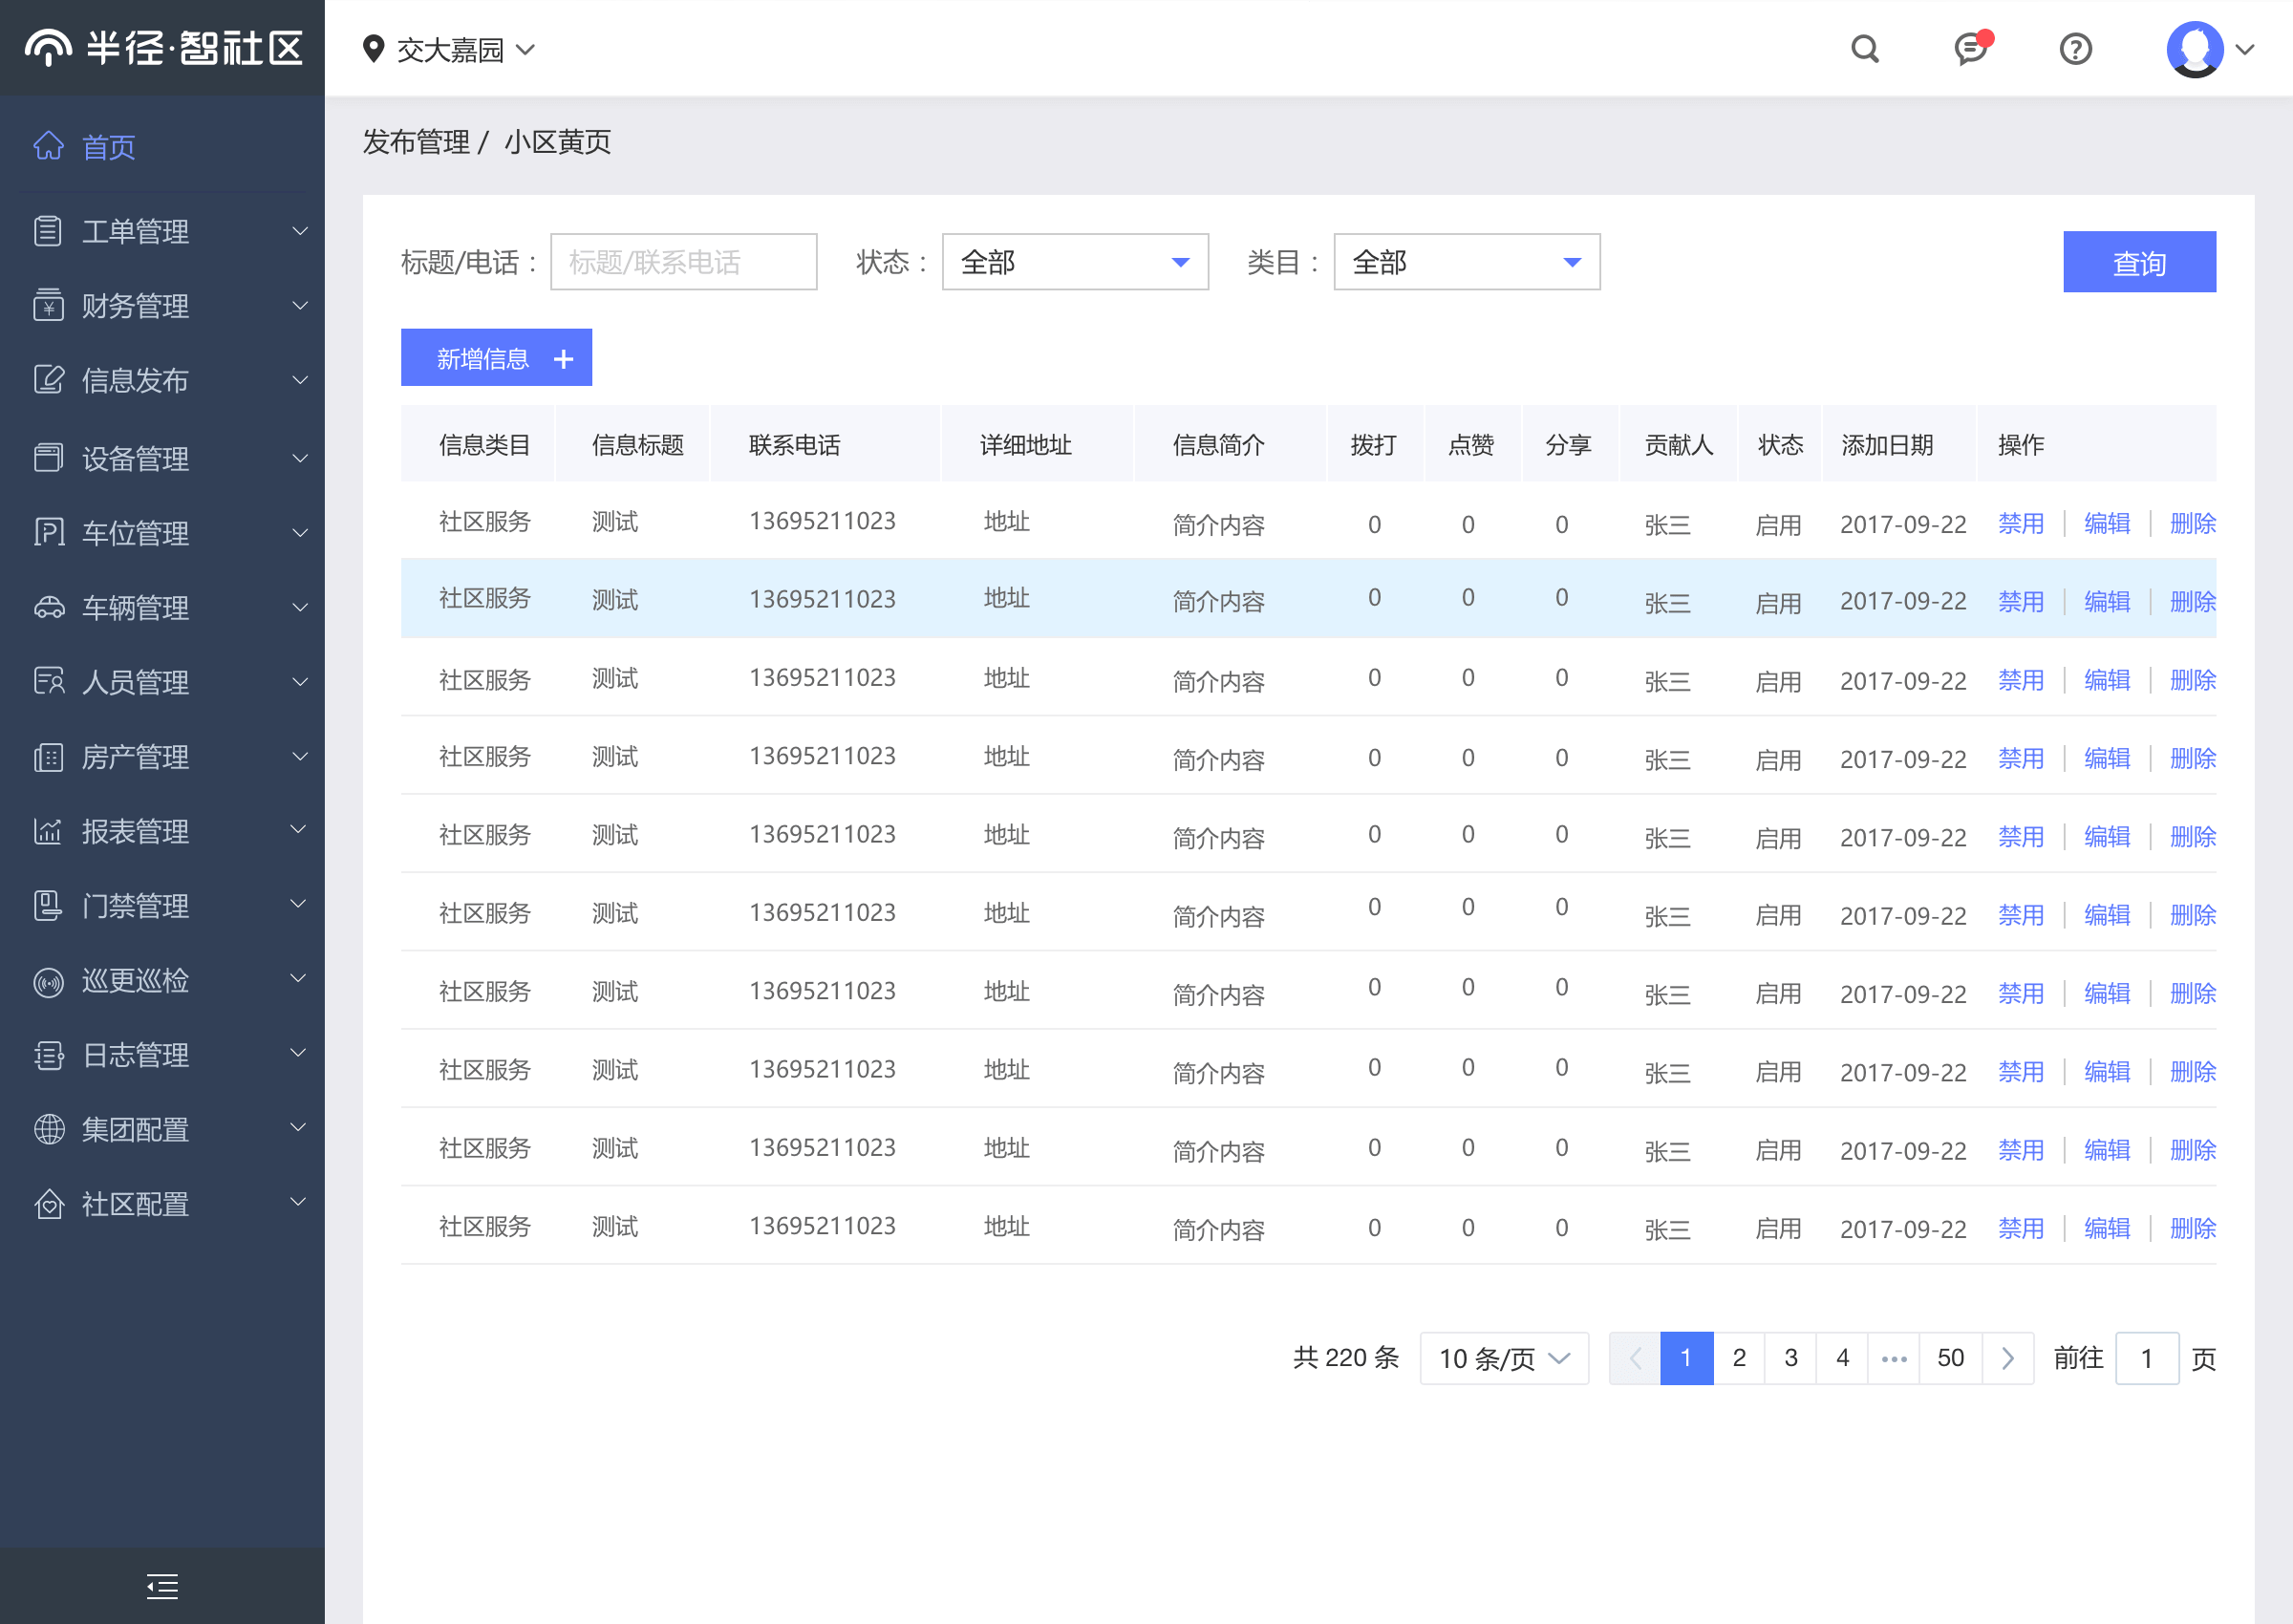 半径·智社区
交大嘉园
首页
工单管理
财务管理
信息发布
设备管理
车位管理
车辆管理
人员管理
房产管理
报表管理
门禁管理
巡更巡检
日志管理
集团配置
社区配置
发布管理 / 小区黄页
标题/电话： 标题/联系电话 状态： 全部 类目： 全部 查询
新增信息 +
信息类目 信息标题 联系电话 详细地址 信息简介 拨打 点赞 分享 贡献人 状态 添加日期 操作
社区服务 测试 13695211023 地址 简介内容 0 0 0 张三 启用 2017-09-22 禁用 编辑 删除
社区服务 测试 13695211023 地址 简介内容 0 0 0 张三 启用 2017-09-22 禁用 编辑 删除
社区服务 测试 13695211023 地址 简介内容 0 0 0 张三 启用 2017-09-22 禁用 编辑 删除
社区服务 测试 13695211023 地址 简介内容 0 0 0 张三 启用 2017-09-22 禁用 编辑 删除
社区服务 测试 13695211023 地址 简介内容 0 0 0 张三 启用 2017-09-22 禁用 编辑 删除
社区服务 测试 13695211023 地址 简介内容 0 0 0 张三 启用 2017-09-22 禁用 编辑 删除
社区服务 测试 13695211023 地址 简介内容 0 0 0 张三 启用 2017-09-22 禁用 编辑 删除
社区服务 测试 13695211023 地址 简介内容 0 0 0 张三 启用 2017-09-22 禁用 编辑 删除
社区服务 测试 13695211023 地址 简介内容 0 0 0 张三 启用 2017-09-22 禁用 编辑 删除
社区服务 测试 13695211023 地址 简介内容 0 0 0 张三 启用 2017-09-22 禁用 编辑 删除
共 220 条 10 条/页 1 2 3 4 ••• 50 前往 1 页